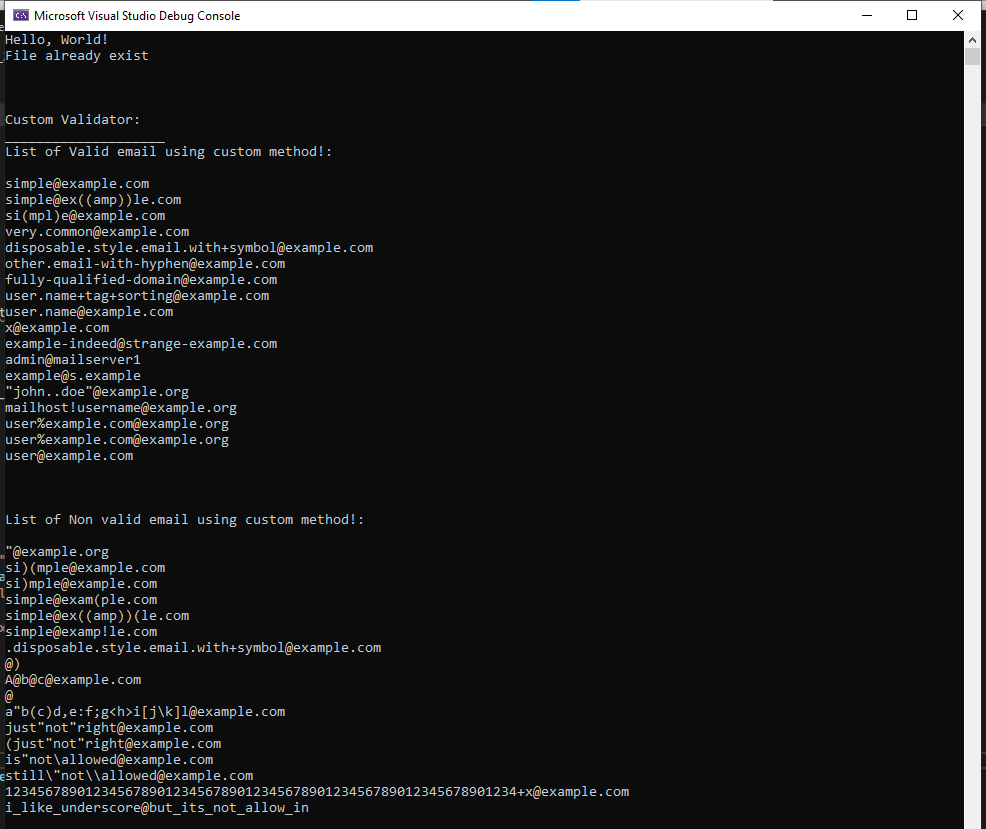 Microsoft Visual Studio Debug Console
Hello, World!
File already exist
Custom Validator:
____________________
List of Valid email using custom method!:
simple@example.com
simple@ex((amp))le.com
si(mpl)e@example.com
very.common@example.com
disposable.style.email.with+symbol@example.com
other.email-with-hyphen@example.com
fully-qualified-domain@example.com
user.name+tag+sorting@example.com
user.name@example.com
x@example.com
example-indeed@strange-example.com
admin@mailserver1
example@s.example
"john..doe"@example.org
mailhost!username@example.org
user%example.com@example.org
user%example.com@example.org
user@example.com
List of Non valid email using custom method!:
"@example.org
si)(mple@example.com
si)mple@example.com
simple@exam(ple.com
simple@ex((amp))(le.com
simple@examp!le.com
.disposable.style.email.with+symbol@example.com
@)
A@b@c@example.com
@
a"b(c)d,e:f;g<h>i[j\k]l@example.com
just"not"right@example.com
(just"not"right@example.com
is"not\allowed@example.com
still\"not\\allowed@example.com
1234567890123456789012345678901234567890123456789012345678901234+x@example.com
i_like_underscore@but_its_not_allow_in